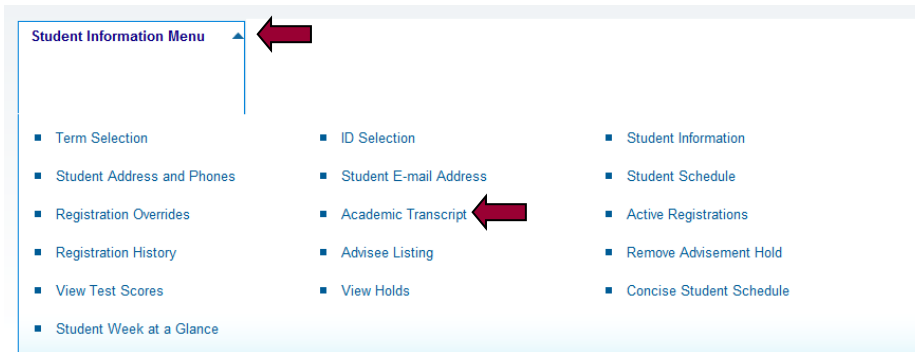 Student Information Menu
Term Selection
ID Selection
Student Information
Student Address and Phones
Student E-mail Address
Student Schedule
Registration Overrides
Academic Transcript
Active Registrations
Registration History
Advisee Listing
Remove Advisement Hold
View Test Scores
View Holds
Concise Student Schedule
Student Week at a Glance